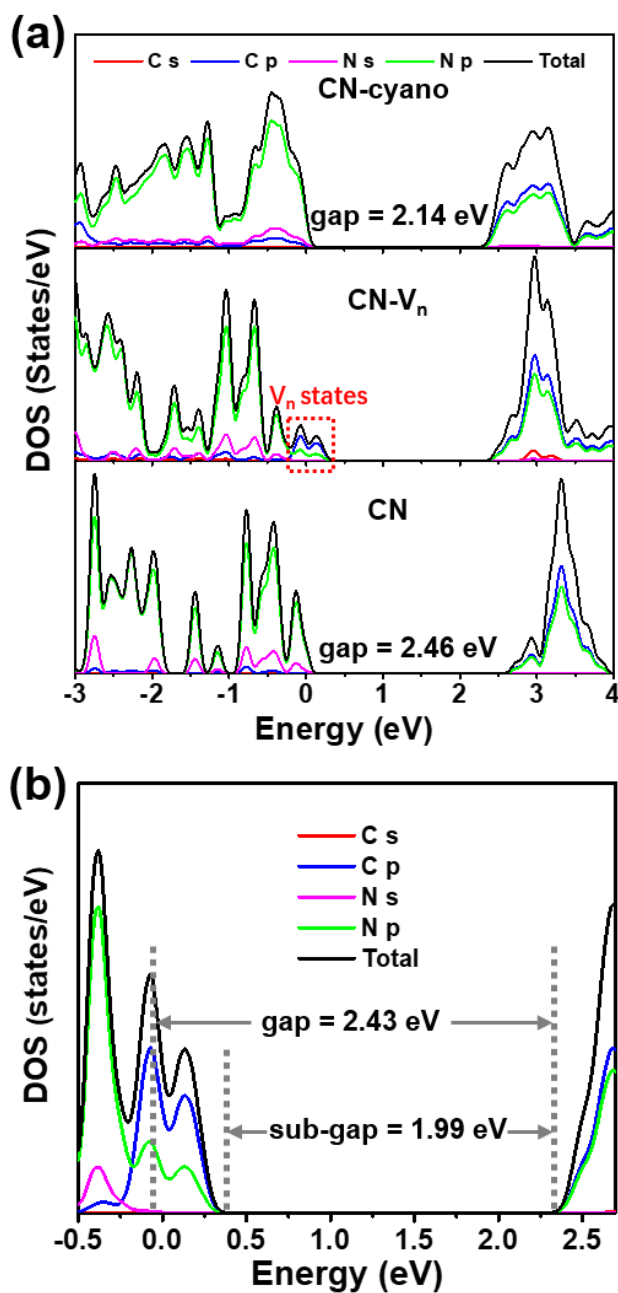 (a)
C s C p N s N p Total
CN-cyano
gap = 2.14 eV
CN-Vn
Vn states
CN
gap = 2.46 eV
DOS (States/eV)
-3 -2 -1 0 1 2 3 4
Energy (eV)
(b)
C s
C p
N s
N p
Total
gap = 2.43 eV
sub-gap = 1.99 eV
DOS (states/eV)
-0.5 0.0 0.5 1.0 1.5 2.0 2.5
Energy (eV)